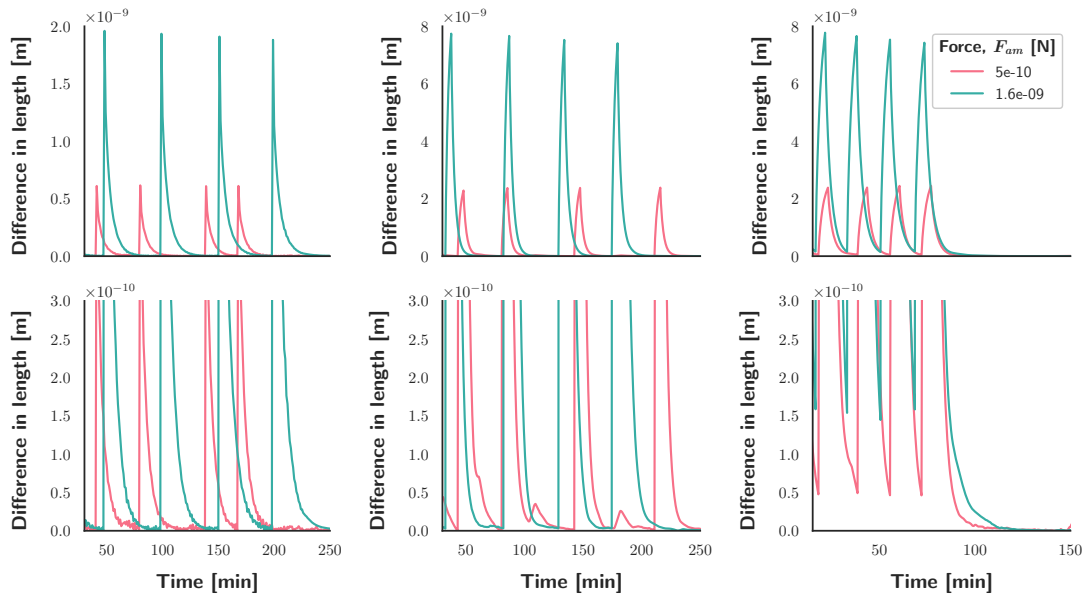 ×10⁻⁹
2.0
1.5
1.0
0.5
0.0
Difference in length [m]
×10⁻⁹
8
6
4
2
0
Difference in length [m]
×10⁻⁹
8
6
4
2
0
Difference in length [m]
Force, F_am [N]
5e-10
1.6e-09
×10⁻¹⁰
3.0
2.5
2.0
1.5
1.0
0.5
0.0
Difference in length [m]
50 100 150 200 250
Time [min]
×10⁻¹⁰
3.0
2.5
2.0
1.5
1.0
0.5
0.0
Difference in length [m]
50 100 150 200 250
Time [min]
×10⁻¹⁰
3.0
2.5
2.0
1.5
1.0
0.5
0.0
Difference in length [m]
50 100 150
Time [min]